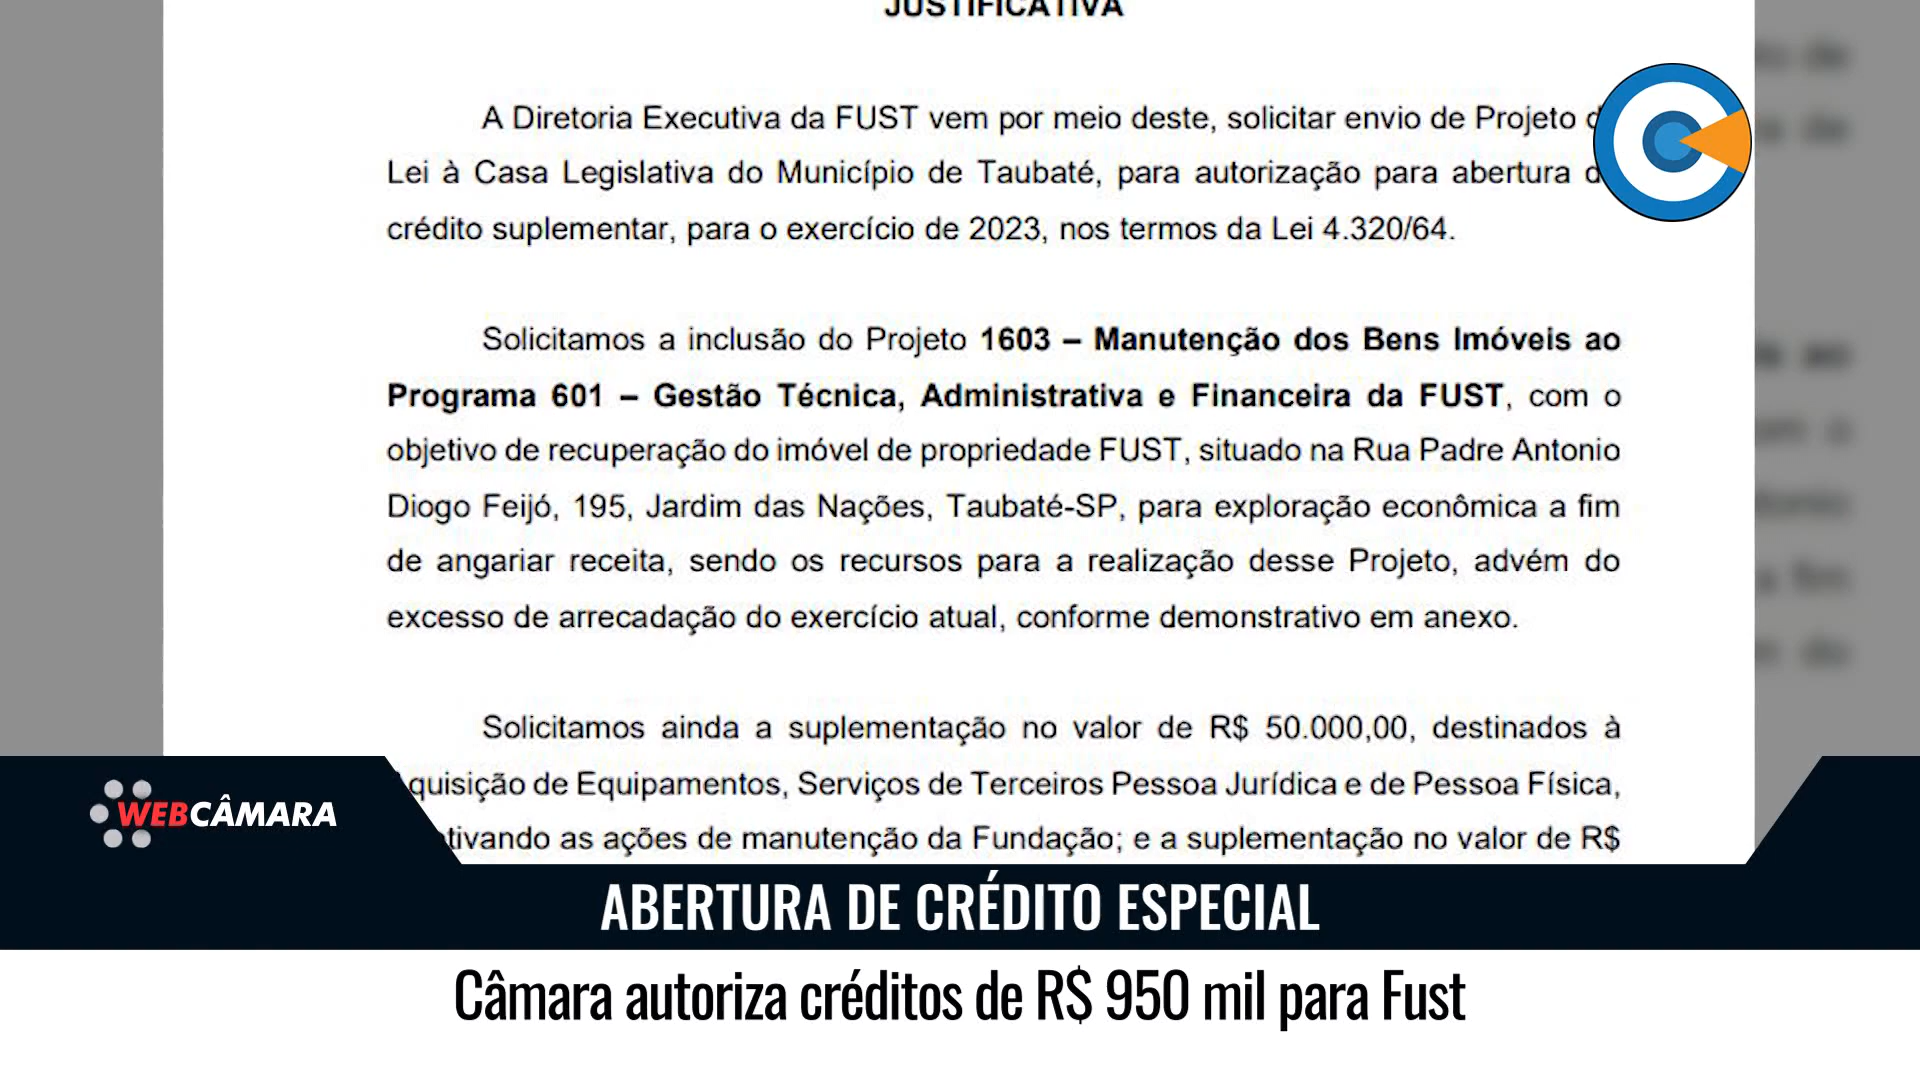 JUSTIFICATIVA
A Diretoria Executiva da FUST vem por meio deste, solicitar envio de Projeto
Lei à Casa Legislativa do Município de Taubaté, para autorização para abertura
crédito suplementar, para o exercício de 2023, nos termos da Lei 4.320/64.
Solicitamos a inclusão do Projeto 1603 – Manutenção dos Bens Imóveis ao
Programa 601 – Gestão Técnica, Administrativa e Financeira da FUST, com o
objetivo de recuperação do imóvel de propriedade FUST, situado na Rua Padre Antonio
Diogo Feijó, 195, Jardim das Nações, Taubaté-SP, para exploração econômica a fim
de angariar receita, sendo os recursos para a realização desse Projeto, advém do
excesso de arrecadação do exercício atual, conforme demonstrativo em anexo.
Solicitamos ainda a suplementação no valor de R$ 50.000,00, destinados à
quisição de Equipamentos, Serviços de Terceiros Pessoa Jurídica e de Pessoa Física,
tivando as ações de manutenção da Fundação; e a suplementação no valor de R$
WEBCÂMARA
ABERTURA DE CRÉDITO ESPECIAL
Câmara autoriza créditos de R$ 950 mil para Fust